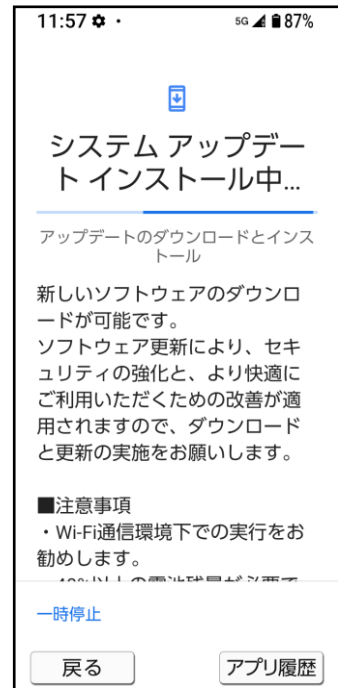 11:57
5G 87%
システム アップデー
ト インストール中...
アップデートのダウンロードとインス
トール
新しいソフトウェアのダウンロ
ードが可能です。
ソフトウェア更新により、セキ
ュリティの強化と、より快適に
ご利用いただくための改善が適
用されますので、ダウンロード
と更新の実施をお願いします。
■注意事項
・Wi-Fi通信環境下での実行をお
勧めします。
一時停止
戻る
アプリ履歴